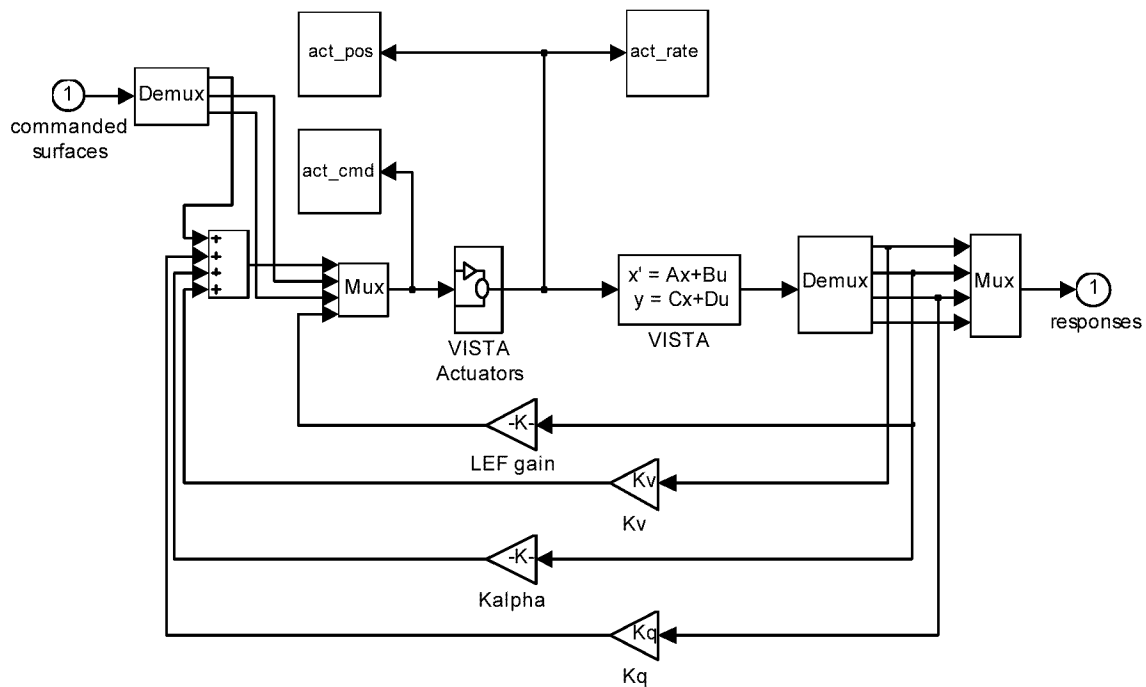 act_pos
act_rate
1
Demux
commanded
surfaces
act_cmd
+
+
+
+
Mux
VISTA
Actuators
x' = Ax+Bu
y = Cx+Du
VISTA
Demux
Mux
1
responses
-K-
LEF gain
Kv
Kv
-K-
Kalpha
Kq
Kq